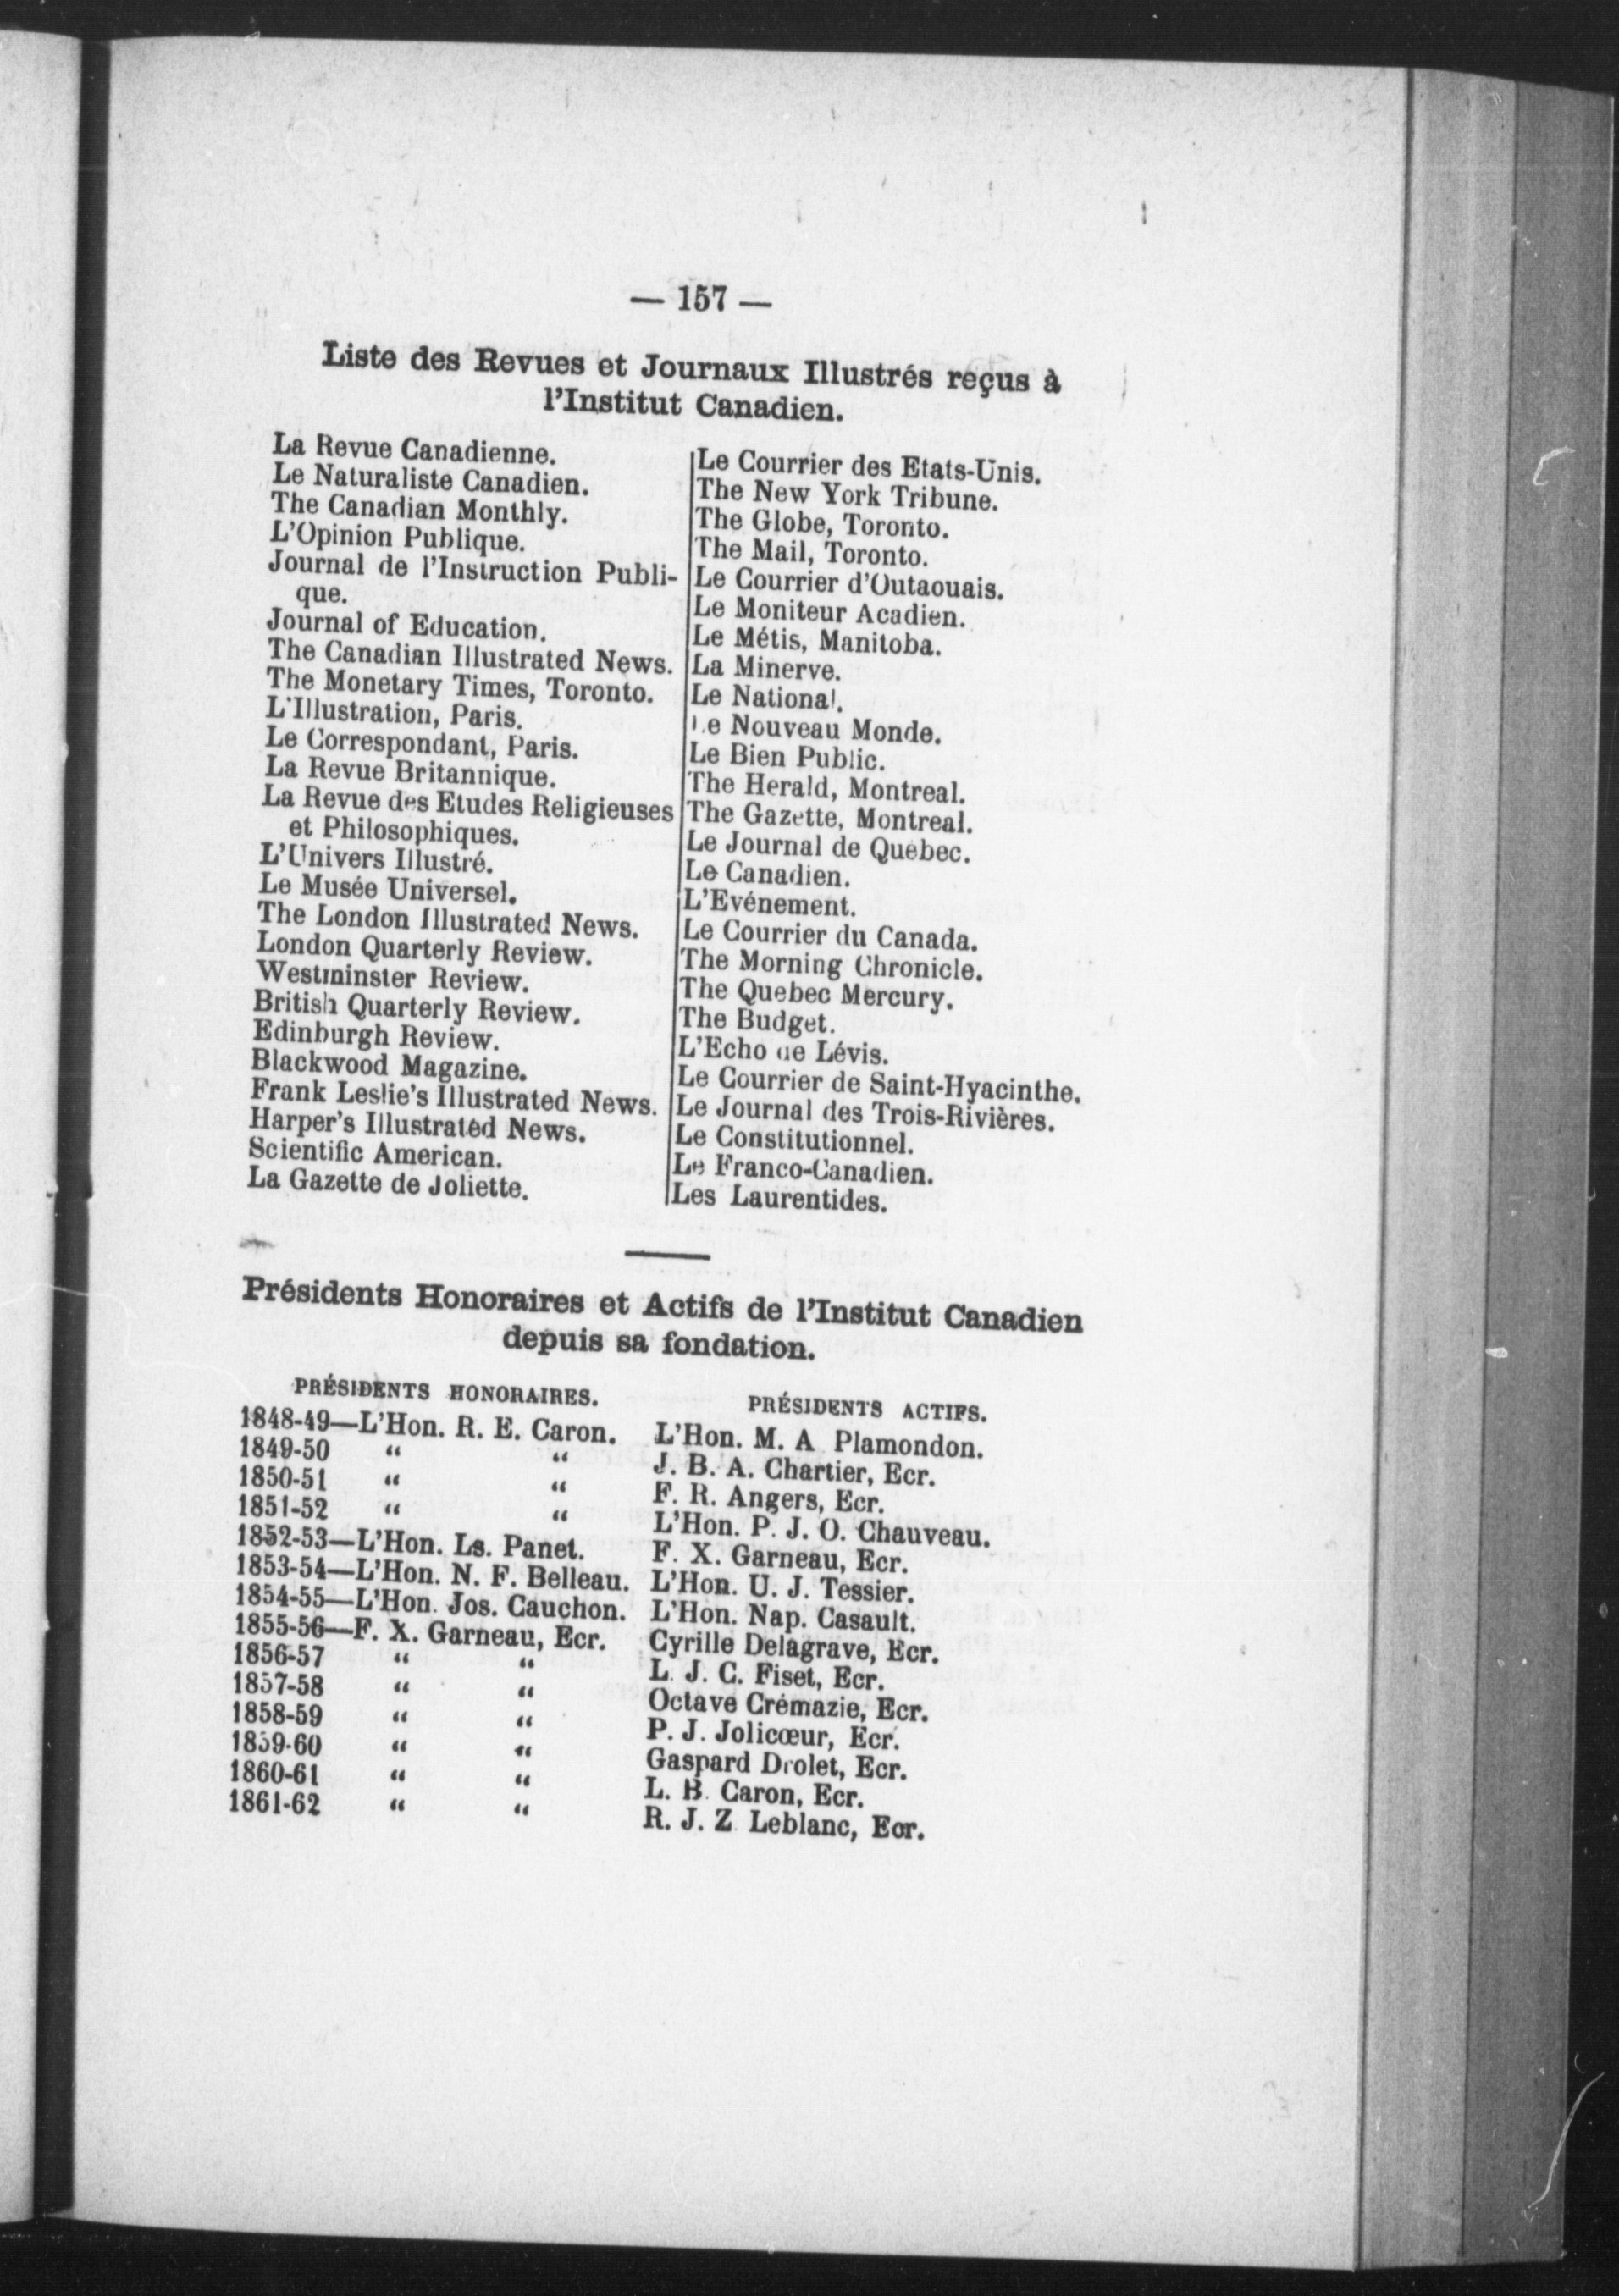 — 157 —
Liste des Revues et Journaux Illustrés reçus à
l'Institut Canadien.
La Revue Canadienne.
Le Naturaliste Canadien.
The Canadian Monthly.
L'Opinion Publique.
Journal de l'Instruction Publi-
que.
Journal of Education.
The Canadian Illustrated News.
The Monetary Times, Toronto.
L'Illustration, Paris.
Le Correspondant, Paris.
La Revue Britannique.
La Revue des Etudes Religieuses
et Philosophiques.
L'Univers Illustré.
Le Musée Universel.
The London Illustrated News.
London Quarterly Review.
Westminster Review.
British Quarterly Review.
Edinburgh Review.
Blackwood Magazine.
Frank Leslie's Illustrated News.
Harper's Illustrated News.
Scientific American.
La Gazette de Joliette.
Le Courrier des Etats-Unis.
The New York Tribune.
The Globe, Toronto.
The Mail, Toronto.
Le Courrier d'Outaouais.
Le Moniteur Acadien.
Le Métis, Manitoba.
La Minerve.
Le National.
Le Nouveau Monde.
Le Bien Public.
The Herald, Montreal.
The Gazette, Montreal.
Le Journal de Québec.
Le Canadien.
L'Evénement.
Le Courrier du Canada.
The Morning Chronicle.
The Quebec Mercury.
The Budget.
L'Echo de Lévis.
Le Courrier de Saint-Hyacinthe.
Le Journal des Trois-Rivières.
Le Constitutionnel.
Le Franco-Canadien.
Les Laurentides.
Présidents Honoraires et Actifs de l'Institut Canadien
depuis sa fondation.
PRÉSIDENTS HONORAIRES. PRÉSIDENTS ACTIFS.
1848-49—L'Hon. R. E. Caron. L'Hon. M. A Plamondon.
1849-50 “ “ J. B. A. Chartier, Ecr.
1850-51 “ “ F. R. Angers, Ecr.
1851-52 “ “ L'Hon. P. J. O. Chauveau.
1852-53—L'Hon. Ls. Panet. F. X. Garneau, Ecr.
1853-54—L'Hon. N. F. Belleau. L'Hon. U. J. Tessier.
1854-55—L'Hon. Jos. Cauchon. L'Hon. Nap. Casault.
1855-56—F. X. Garneau, Ecr. Cyrille Delagrave, Ecr.
1856-57 “ “ L. J. C. Fiset, Ecr.
1857-58 “ “ Octave Crémazie, Ecr.
1858-59 “ “ P. J. Jolicœur, Ecr.
1859-60 “ “ Gaspard Drolet, Ecr.
1860-61 “ “ L. B. Caron, Ecr.
1861-62 “ “ R. J. Z Leblanc, Ecr.